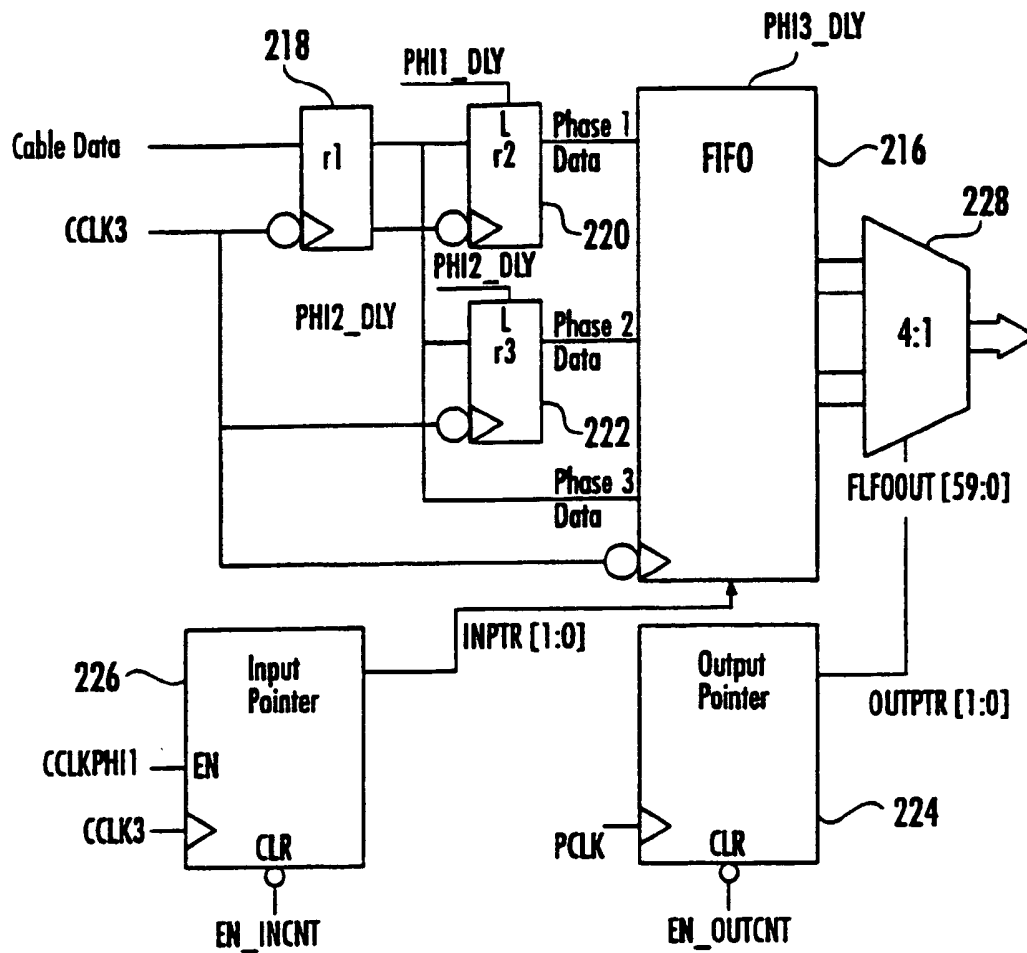 218
PHI1_DLY
PHI3_DLY
Cable Data
r1
L
r2
Phase 1
Data
FIFO
216
228
CCLK3
220
PHI2_DLY
PHI2_DLY
L
r3
Phase 2
Data
4:1
222
Phase 3
Data
FLFOOUT [59:0]
INPTR [1:0]
226
Input
Pointer
Output
Pointer
OUTPTR [1:0]
CCLKPHI1
EN
CCLK3
CLR
PCLK
CLR
224
EN_INCNT
EN_OUTCNT